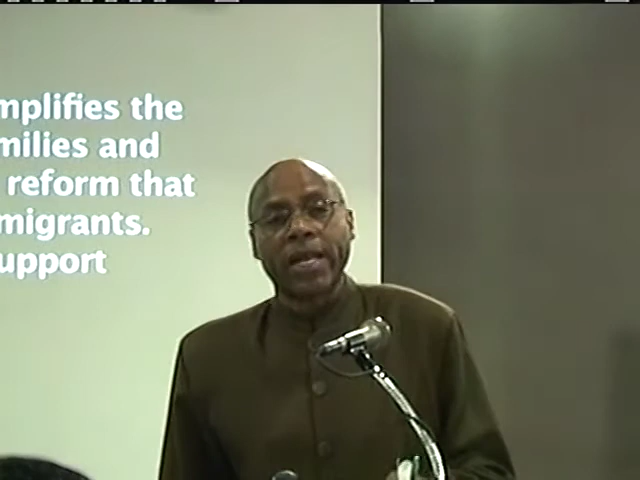 mplifies the
milies and
reform that
migrants.
upport